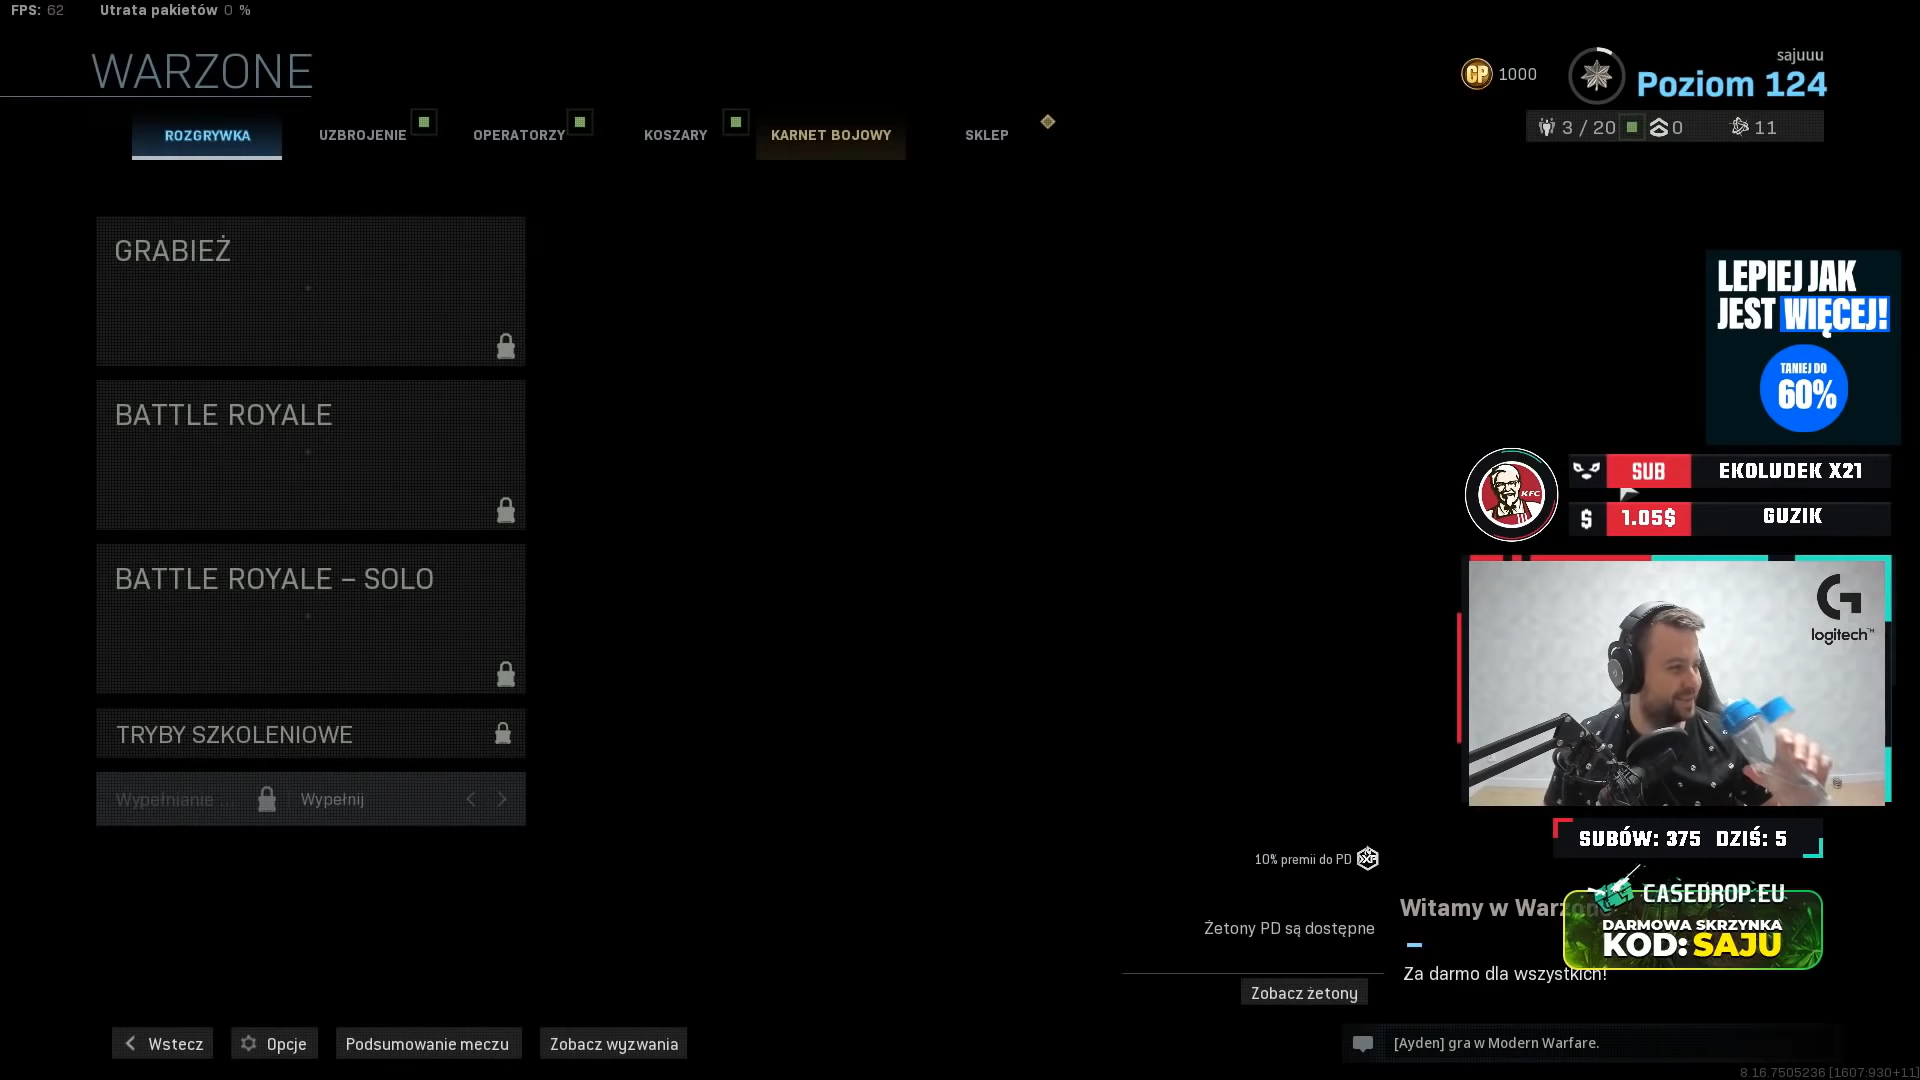 FPS: 62 Utrata pakietów 0 %
WARZONE
1000
sajuuu
Poziom 124
3 / 20 0 11
ROZGRYWKA UZBROJENIE OPERATORZY KOSZARY KARNET BOJOWY SKLEP
GRABIEŻ
BATTLE ROYALE
BATTLE ROYALE – SOLO
TRYBY SZKOLENIOWE
Wypełnianie ... Wypełnij
LEPIEJ JAK
JEST WIĘCEJ!
TANIEJ DO
60%
KFC
SUB EKOLUDEK X21
$ 1.05$ GUZIK
logitech™
SUBÓW: 375 DZIŚ: 5
10% premii do PD
Żetony PD są dostępne
Zobacz żetony
Witamy w Warzone
Za darmo dla wszystkich!
CASEDROP.EU
DARMOWA SKRZYNKA
KOD: SAJU
Wstecz Opcje Podsumowanie meczu Zobacz wyzwania
[Ayden] gra w Modern Warfare.
8.16.7505236 [1607:930+11]